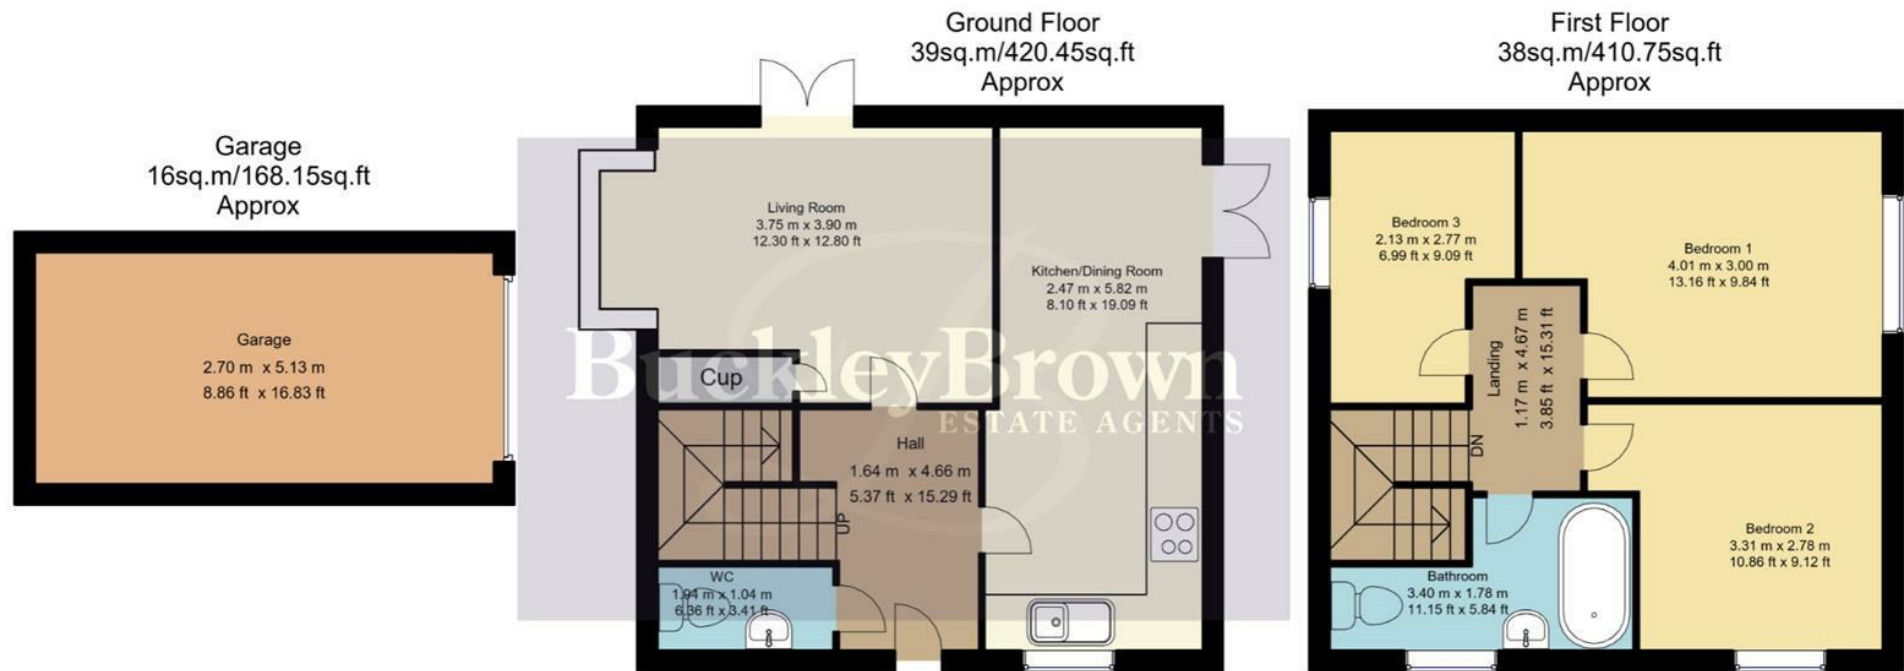 Garage
16sq.m/168.15sq.ft
Approx
Garage
2.70 m x 5.13 m
8.86 ft x 16.83 ft
Ground Floor
39sq.m/420.45sq.ft
Approx
Living Room
3.75 m x 3.90 m
12.30 ft x 12.80 ft
Kitchen/Dining Room
2.47 m x 5.82 m
8.10 ft x 19.09 ft
Cup
BuckleyBrown
ESTATE AGENTS
Hall
1.64 m x 4.66 m
5.37 ft x 15.29 ft
UP
WC
1.94 m x 1.04 m
6.36 ft x 3.41 ft
First Floor
38sq.m/410.75sq.ft
Approx
Bedroom 3
2.13 m x 2.77 m
6.99 ft x 9.09 ft
Bedroom 1
4.01 m x 3.00 m
13.16 ft x 9.84 ft
Landing
1.17 m x 4.67 m
3.85 ft x 15.31 ft
DN
Bedroom 2
3.31 m x 2.78 m
10.86 ft x 9.12 ft
Bathroom
3.40 m x 1.78 m
11.15 ft x 5.84 ft